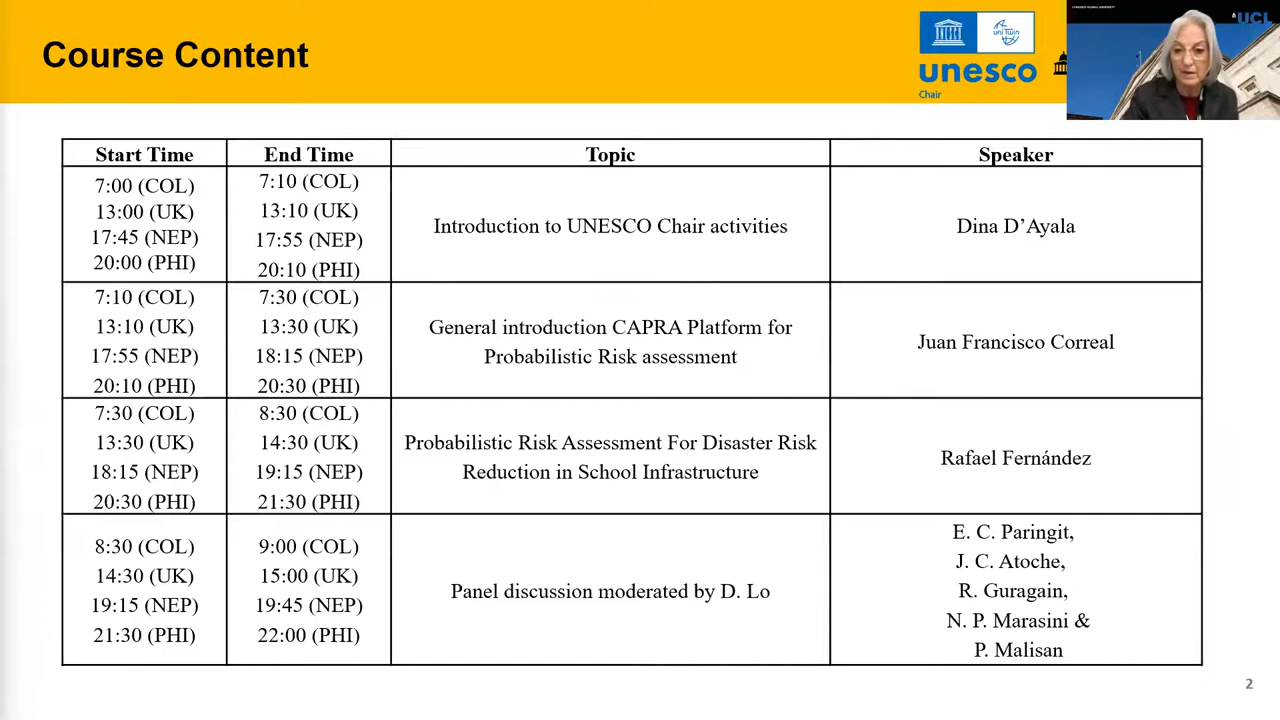 Course Content
uni Twin
unesco
Chair
UCL
Start Time
End Time
Topic
Speaker
7:00 (COL)
13:00 (UK)
17:45 (NEP)
20:00 (PHI)
7:10 (COL)
13:10 (UK)
17:55 (NEP)
20:10 (PHI)
Introduction to UNESCO Chair activities
Dina D’Ayala
7:10 (COL)
13:10 (UK)
17:55 (NEP)
20:10 (PHI)
7:30 (COL)
13:30 (UK)
18:15 (NEP)
20:30 (PHI)
General introduction CAPRA Platform for
Probabilistic Risk assessment
Juan Francisco Correal
7:30 (COL)
13:30 (UK)
18:15 (NEP)
20:30 (PHI)
8:30 (COL)
14:30 (UK)
19:15 (NEP)
21:30 (PHI)
Probabilistic Risk Assessment For Disaster Risk
Reduction in School Infrastructure
Rafael Fernández
8:30 (COL)
14:30 (UK)
19:15 (NEP)
21:30 (PHI)
9:00 (COL)
15:00 (UK)
19:45 (NEP)
22:00 (PHI)
Panel discussion moderated by D. Lo
E. C. Paringit,
J. C. Atoche,
R. Guragain,
N. P. Marasini &
P. Malisan
2